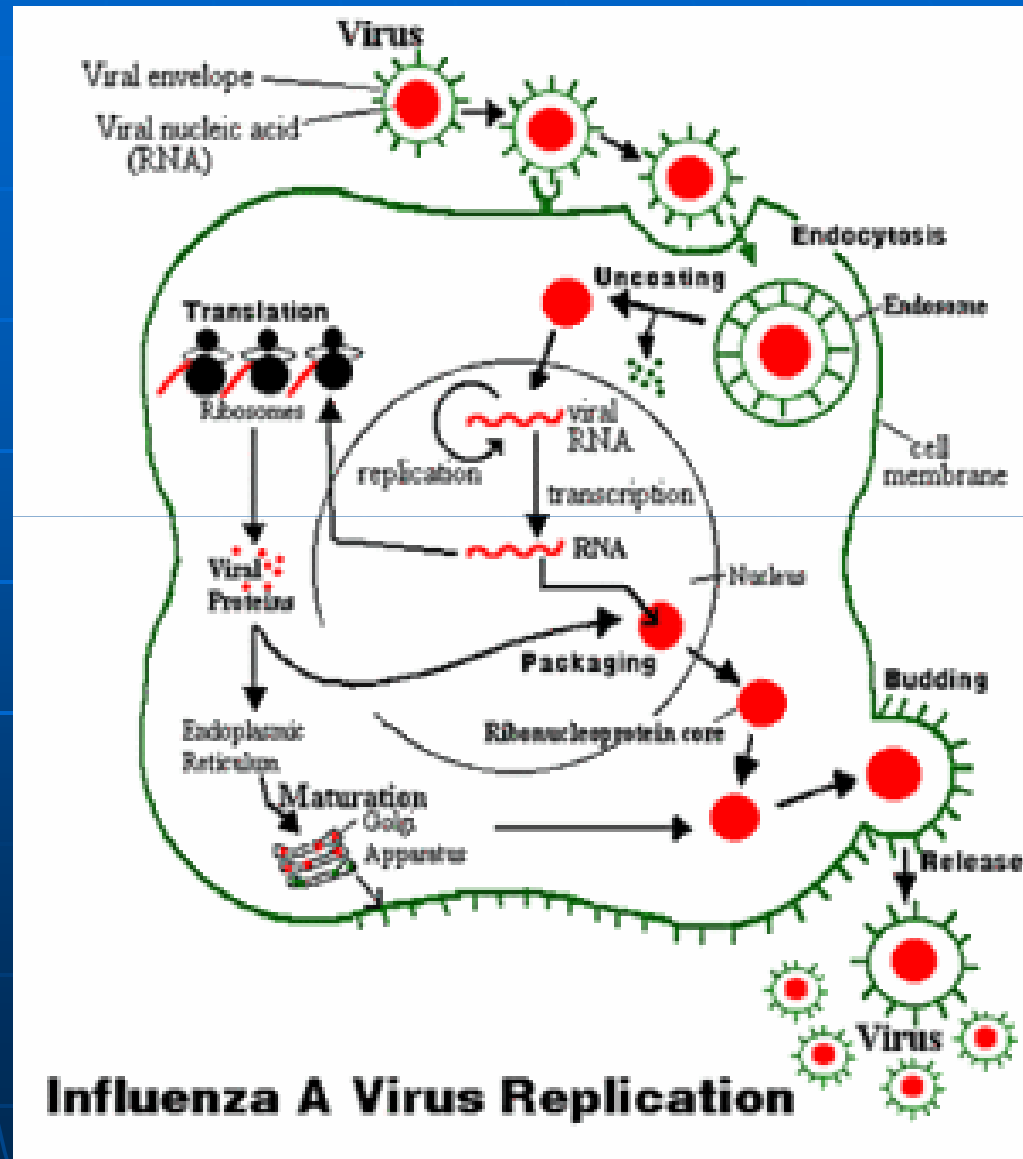 Virus
Viral envelope
Viral nucleic acid
(RNA)
Endocytosis
Uncoating
Endosome
Translation
Ribosomes
viral
RNA
cell
membrane
replication
transcription
RNA
Nucleus
Viral
Proteins
Packaging
Budding
Ribonucleoprotein core
Endoplasmic
Reticulum
Maturation
Golgi
Apparatus
Release
Virus
Influenza A Virus Replication